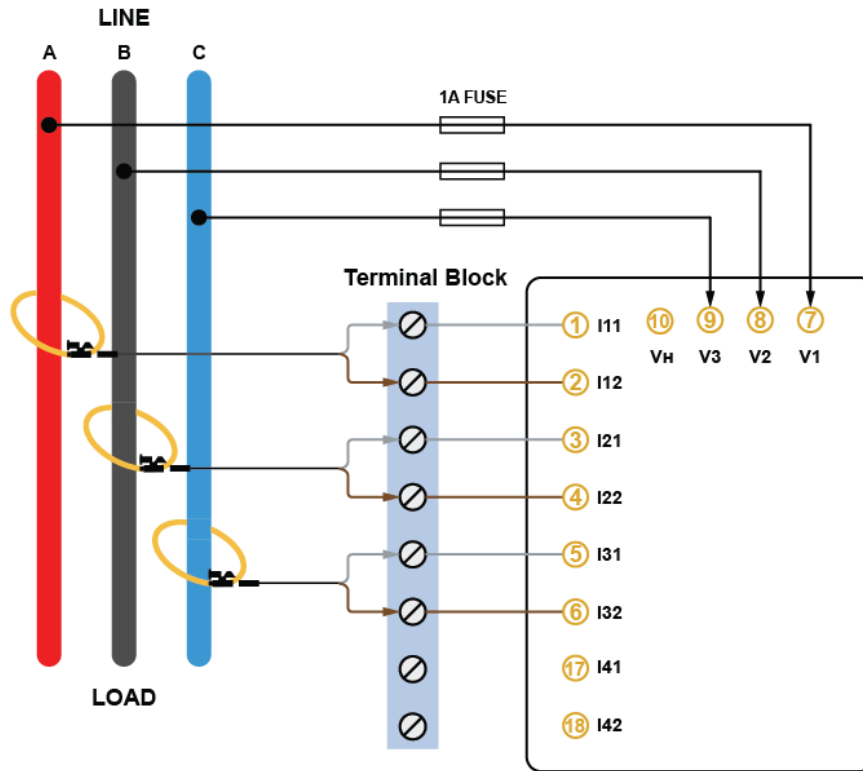 LINE
A B C
1A FUSE
Terminal Block
1 I11
10 9 8 7
VH V3 V2 V1
2 I12
3 I21
4 I22
5 I31
6 I32
17 I41
18 I42
LOAD